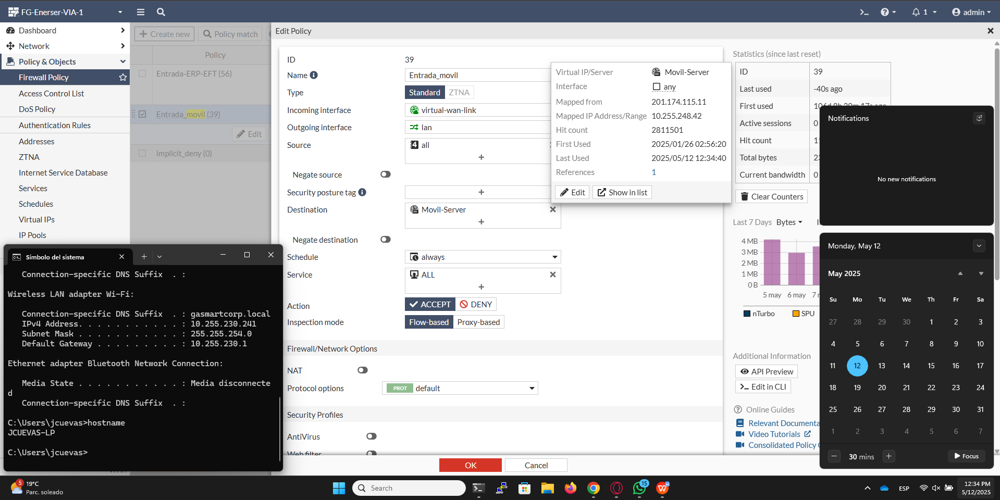 FG-Enerser-VIA-1
1
admin
Dashboard
Network
Policy & Objects
Firewall Policy
Access Control List
DoS Policy
Authentication Rules
Addresses
ZTNA
Internet Service Database
Services
Schedules
Virtual IPs
IP Pools
Create new
Policy match
Policy
Entrada-ERP-EFT (56)
Entrada_movil (39)
Edit
implicit_deny (0)
Edit Policy
ID 39
Name Entrada_movil
Type Standard ZTNA
Incoming interface virtual-wan-link
Outgoing interface lan
Source 4 all
+
Negate source
Security posture tag +
Destination Movil-Server
+
Negate destination
Schedule always
Service ALL
+
Action ACCEPT DENY
Inspection mode Flow-based Proxy-based
Firewall/Network Options
NAT
Protocol options PROT default
Security Profiles
AntiVirus
Web filter
OK Cancel
Virtual IP/Server Movil-Server
Interface any
Mapped from 201.174.115.11
Mapped IP Address/Range 10.255.248.42
Hit count 2811501
First Used 2025/01/26 02:56:20
Last Used 2025/05/12 12:34:40
References 1
Edit Show in list
Statistics (since last reset)
ID 39
Last used -40s ago
First used 106d 8h 20m 17s ago
Active sessions 0
Hit count
Total bytes
Current bandwidth 0
Clear Counters
Last 7 Days Bytes
4 MB
3 MB
2 MB
1 MB
0 B
5 may 6 may 7
nTurbo SPU
Additional Information
API Preview
Edit in CLI
Online Guides
Relevant Documenta
Video Tutorials
Consolidated Policy
Notifications
No new notifications
Monday, May 12
May 2025
Su Mo Tu We Th Fr Sa
27 28 29 30 1 2 3
4 5 6 7 8 9 10
11 12 13 14 15 16 17
18 19 20 21 22 23 24
25 26 27 28 29 30 31
1 2 3 4 5 6 7
30 mins Focus
Símbolo del sistema
Connection-specific DNS Suffix . :
Wireless LAN adapter Wi-Fi:
Connection-specific DNS Suffix . : gasmartcorp.local
IPv4 Address. . . . . . . . . . . : 10.255.230.241
Subnet Mask . . . . . . . . . . . : 255.255.254.0
Default Gateway . . . . . . . . . : 10.255.230.1
Ethernet adapter Bluetooth Network Connection:
Media State . . . . . . . . . . . : Media disconnecte
d
Connection-specific DNS Suffix . :
C:\Users\jcuevas>hostname
JCUEVAS-LP
C:\Users\jcuevas>
5
19°C
Parc. soleado
Search
15
ESP
12:34 PM
5/12/2025